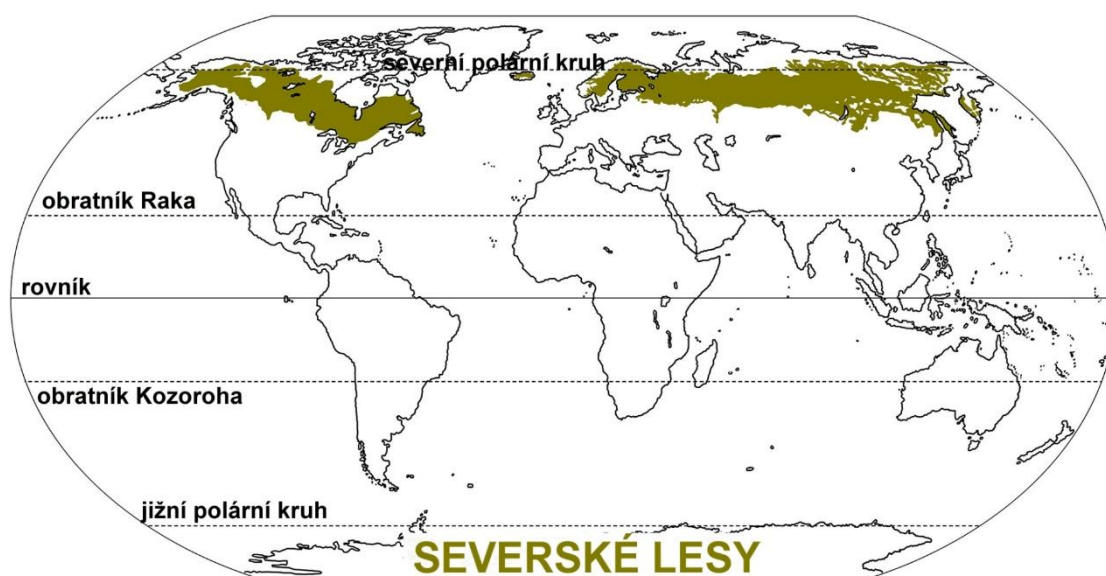 severní polární kruh
obratník Raka
rovník
obratník Kozoroha
jižní polární kruh
SEVERSKÉ LESY